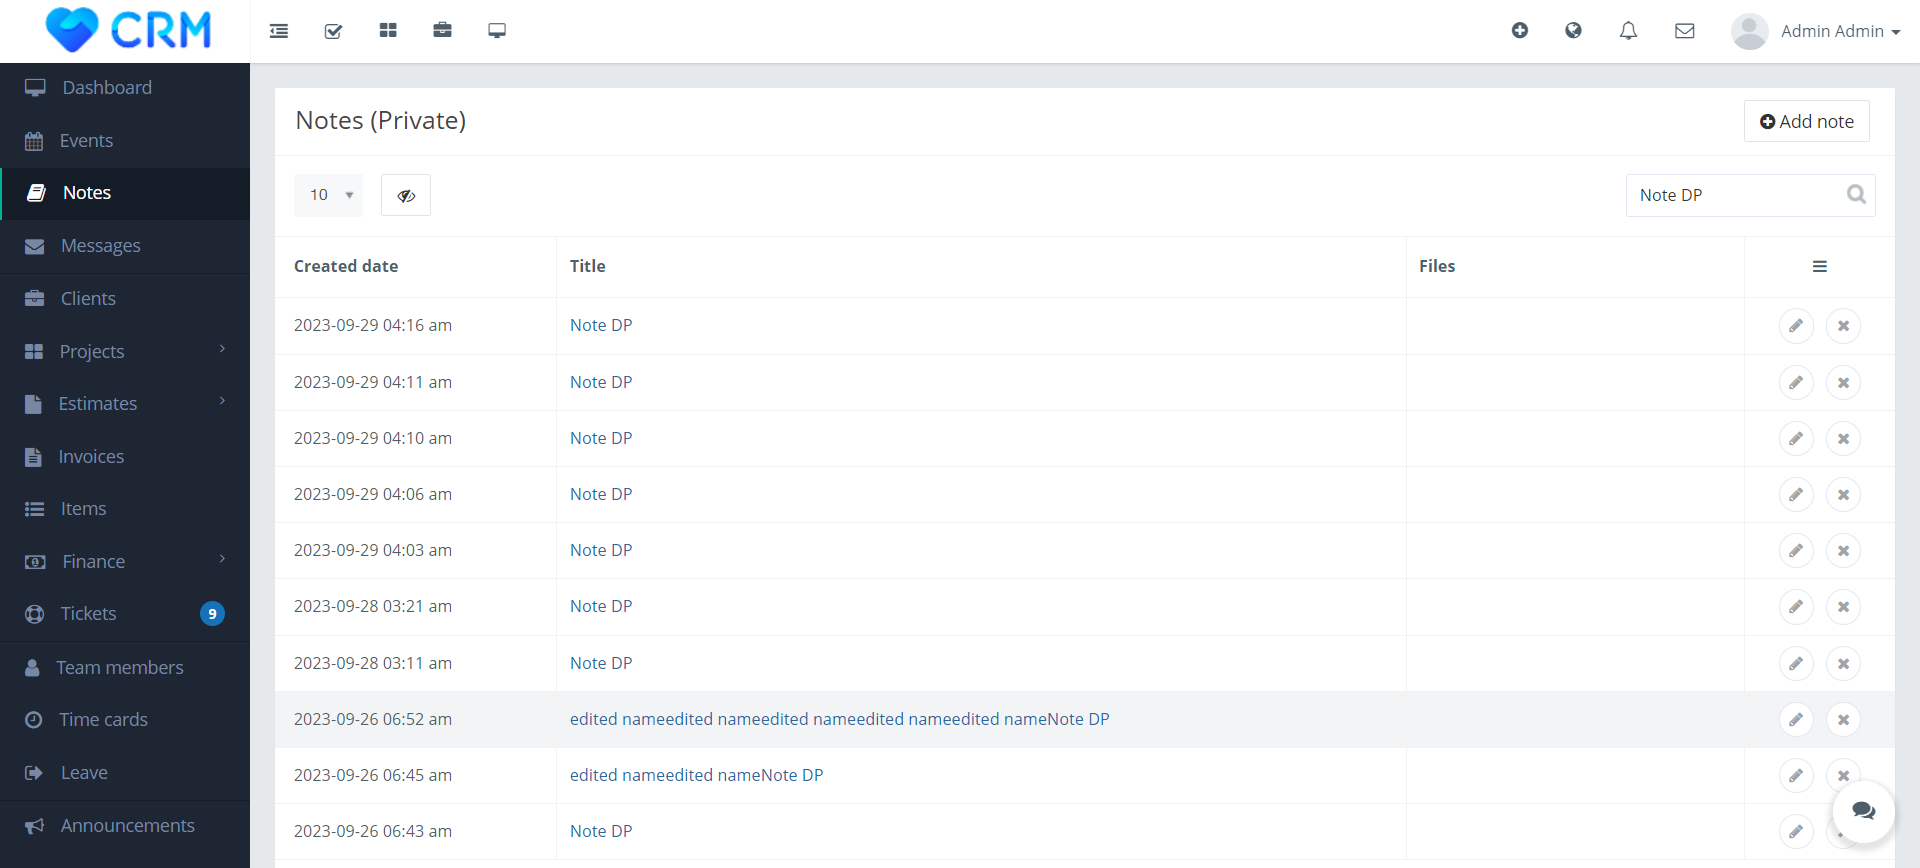 CRM
Admin Admin
Dashboard
Events
Notes
Messages
Clients
Projects
Estimates
Invoices
Items
Finance
Tickets 9
Team members
Time cards
Leave
Announcements
Notes (Private)
Add note
10
Note DP
Created date Title Files
2023-09-29 04:16 am Note DP
2023-09-29 04:11 am Note DP
2023-09-29 04:10 am Note DP
2023-09-29 04:06 am Note DP
2023-09-29 04:03 am Note DP
2023-09-28 03:21 am Note DP
2023-09-28 03:11 am Note DP
2023-09-26 06:52 am edited nameedited nameedited nameedited nameedited nameNote DP
2023-09-26 06:45 am edited nameedited nameNote DP
2023-09-26 06:43 am Note DP